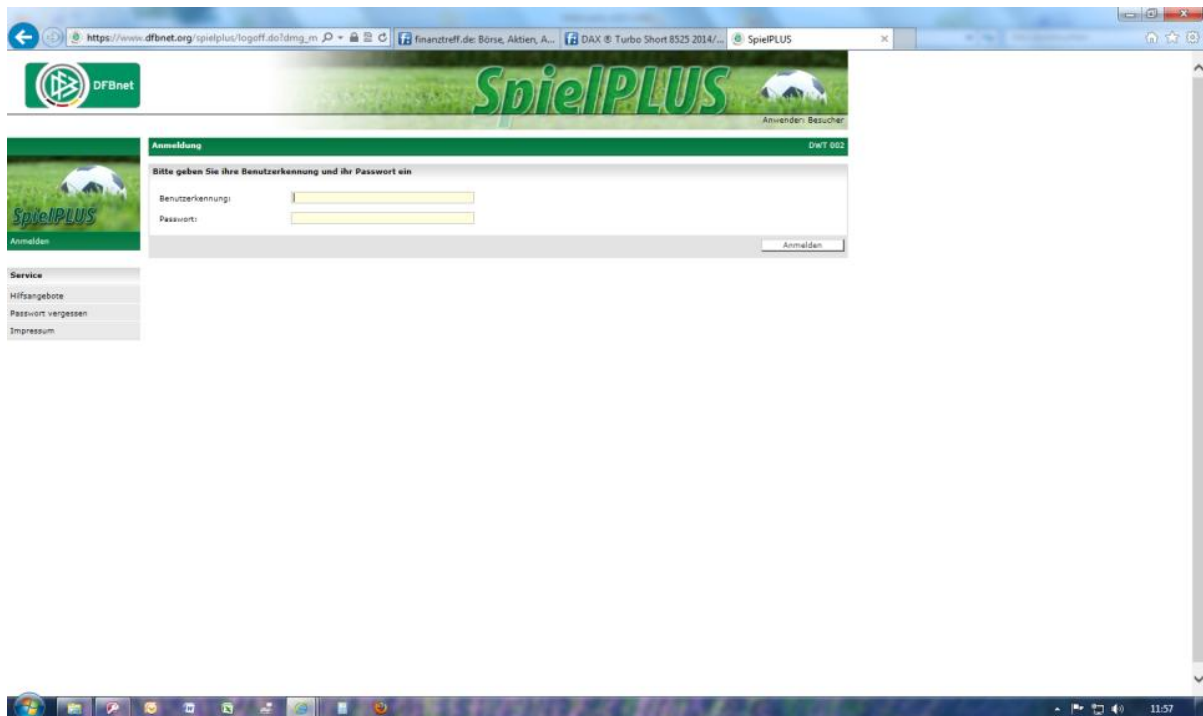 https://www.dfbnet.org/spielplus/logoff.do?dmg_m
finanztreff.de: Börse, Aktien, A...
DAX ® Turbo Short 8525 2014/...
SpielPLUS
DFBnet
SpielPLUS
Anwender: Besucher
Anmeldung
DWT 002
Bitte geben Sie ihre Benutzerkennung und ihr Passwort ein
Benutzerkennung:
Passwort:
Anmelden
SpielPLUS
Anmelden
Service
Hilfsangebote
Passwort vergessen
Impressum
11:57